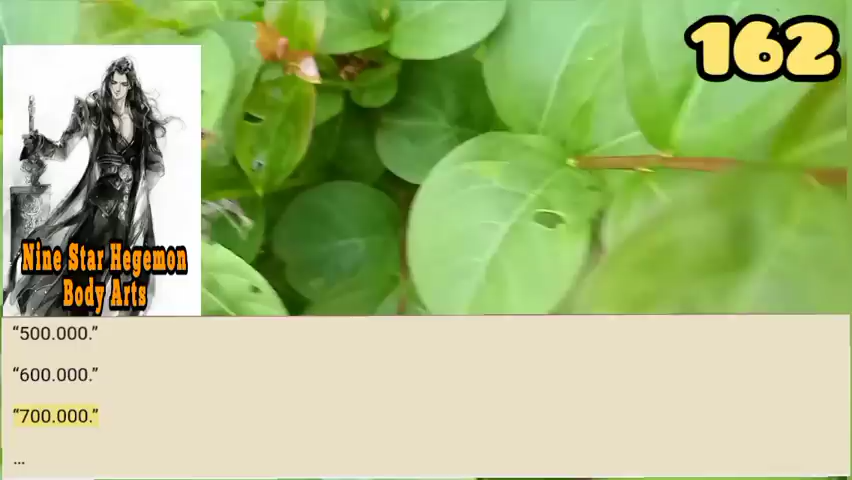 162
Nine Star Hegemon
Body Arts
“500.000.”
“600.000.”
“700.000.”
...